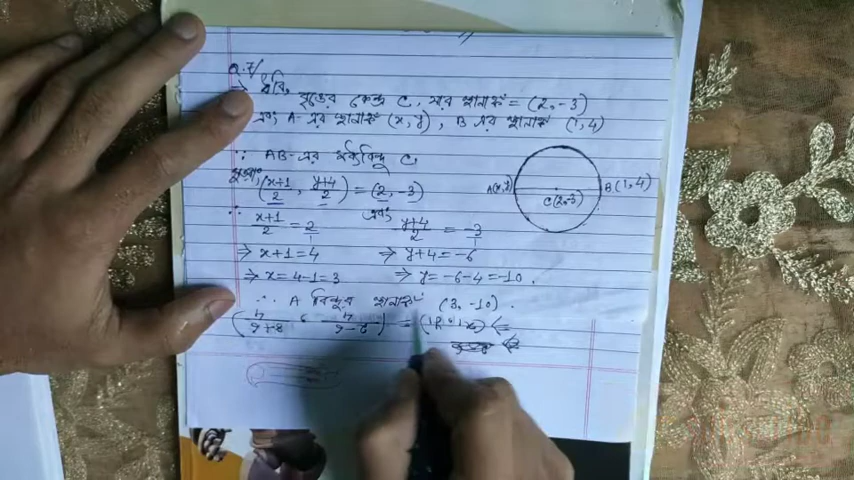 Q.7/
→ ধরি,
বৃত্তের কেন্দ্র C, যার স্থানাঙ্ক = (2, -3)
এবং A-এর স্থানাঙ্ক (x, y), B এর স্থানাঙ্ক (1, 4)
∵ AB-এর মধ্যবিন্দু C,
সুতরাং, (x+1/2, y+4/2) = (2, -3)
∴ x+1/2 = 2/1 এবং y+4/2 = -3/1
⇒ x+1=4 ⇒ y+4=-6
⇒ x=4-1=3 ⇒ y=-6-4=-10.
∴ A বিন্দুর স্থানাঙ্ক (3, -10).
A(x,y)
B(1,4)
C(2,-3)